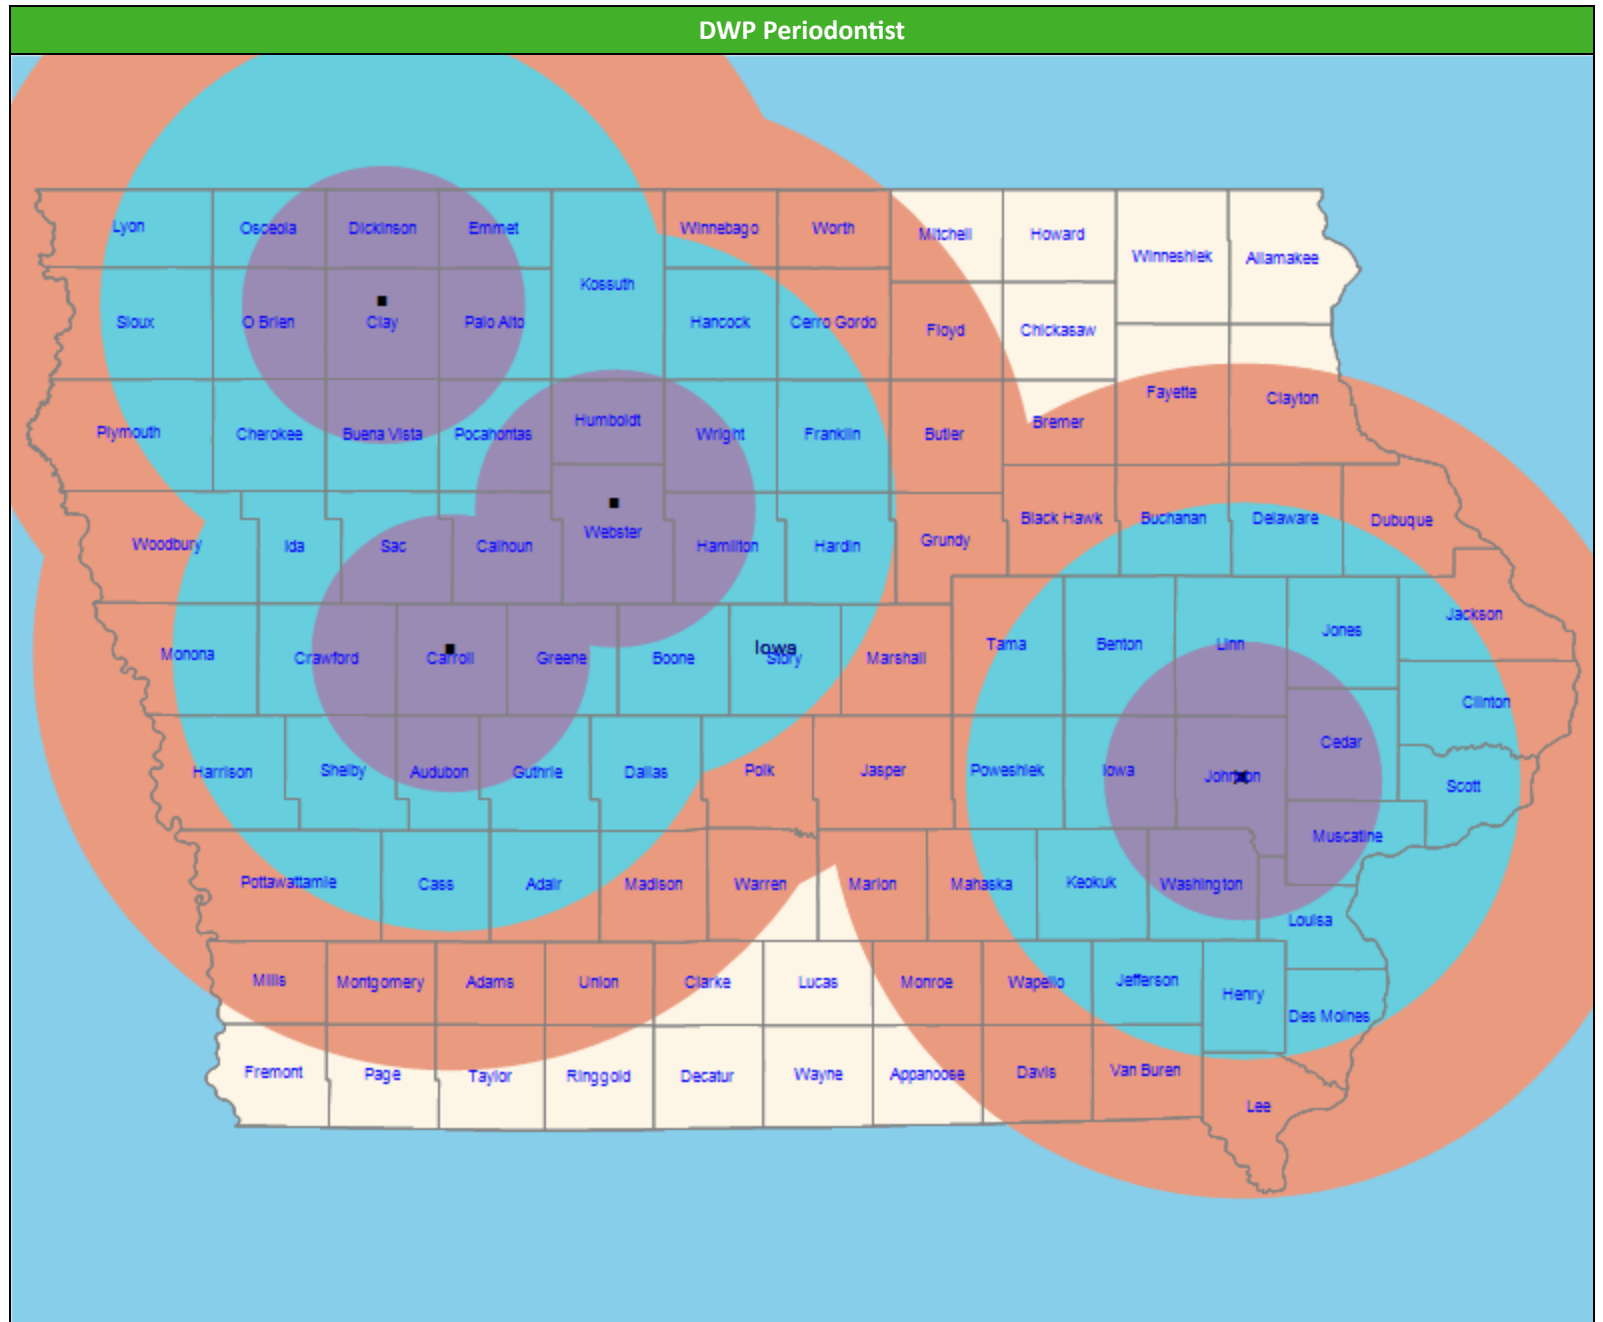 DWP Periodontist
Lyon Osceola Dickinson Emmet Winnebago Worth Mitchell Howard
Winneshiek Allamakee
Kossuth
Sioux O Brien Clay Palo Alto Hancock Cerro Gordo Floyd Chickasaw
Fayette Clayton
Plymouth Cherokee Buena Vista Pocahontas Humboldt Wright Franklin Butler Bremer
Woodbury Ida Sac Calhoun Webster Hamilton Hardin Grundy Black Hawk Buchanan Delaware Dubuque
Jackson
Monona Crawford Carroll Greene Boone Story Marshall Tama Benton Linn Jones
Iowa
Clinton
Harrison Shelby Audubon Guthrie Dallas Polk Jasper Poweshiek Iowa Johnson Cedar
Scott
Muscatine
Pottawattamie Cass Adair Madison Warren Marion Mahaska Keokuk Washington
Louisa
Mills Montgomery Adams Union Clarke Lucas Monroe Wapello Jefferson Henry
Des Moines
Fremont Page Taylor Ringgold Decatur Wayne Appanoose Davis Van Buren
Lee